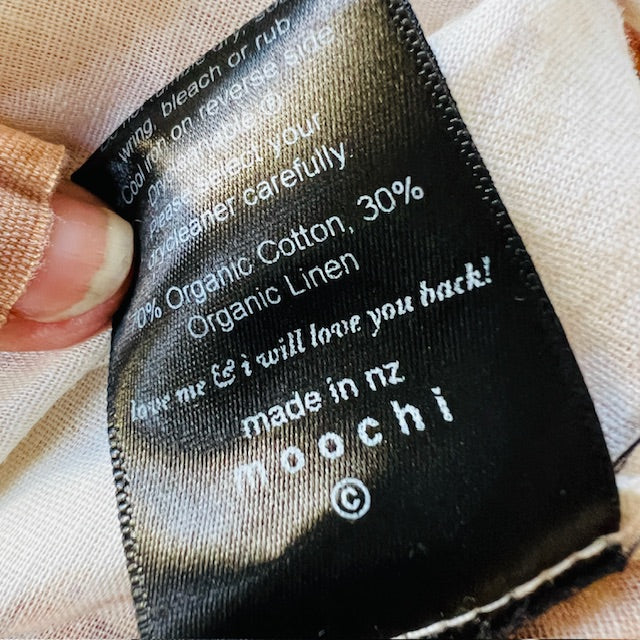 wring, bleach or rub
Cool iron on reverse side
select your
cleaner carefully
0% Organic Cotton, 30%
Organic Linen
love me & i will love you back!
made in nz
moochi
©